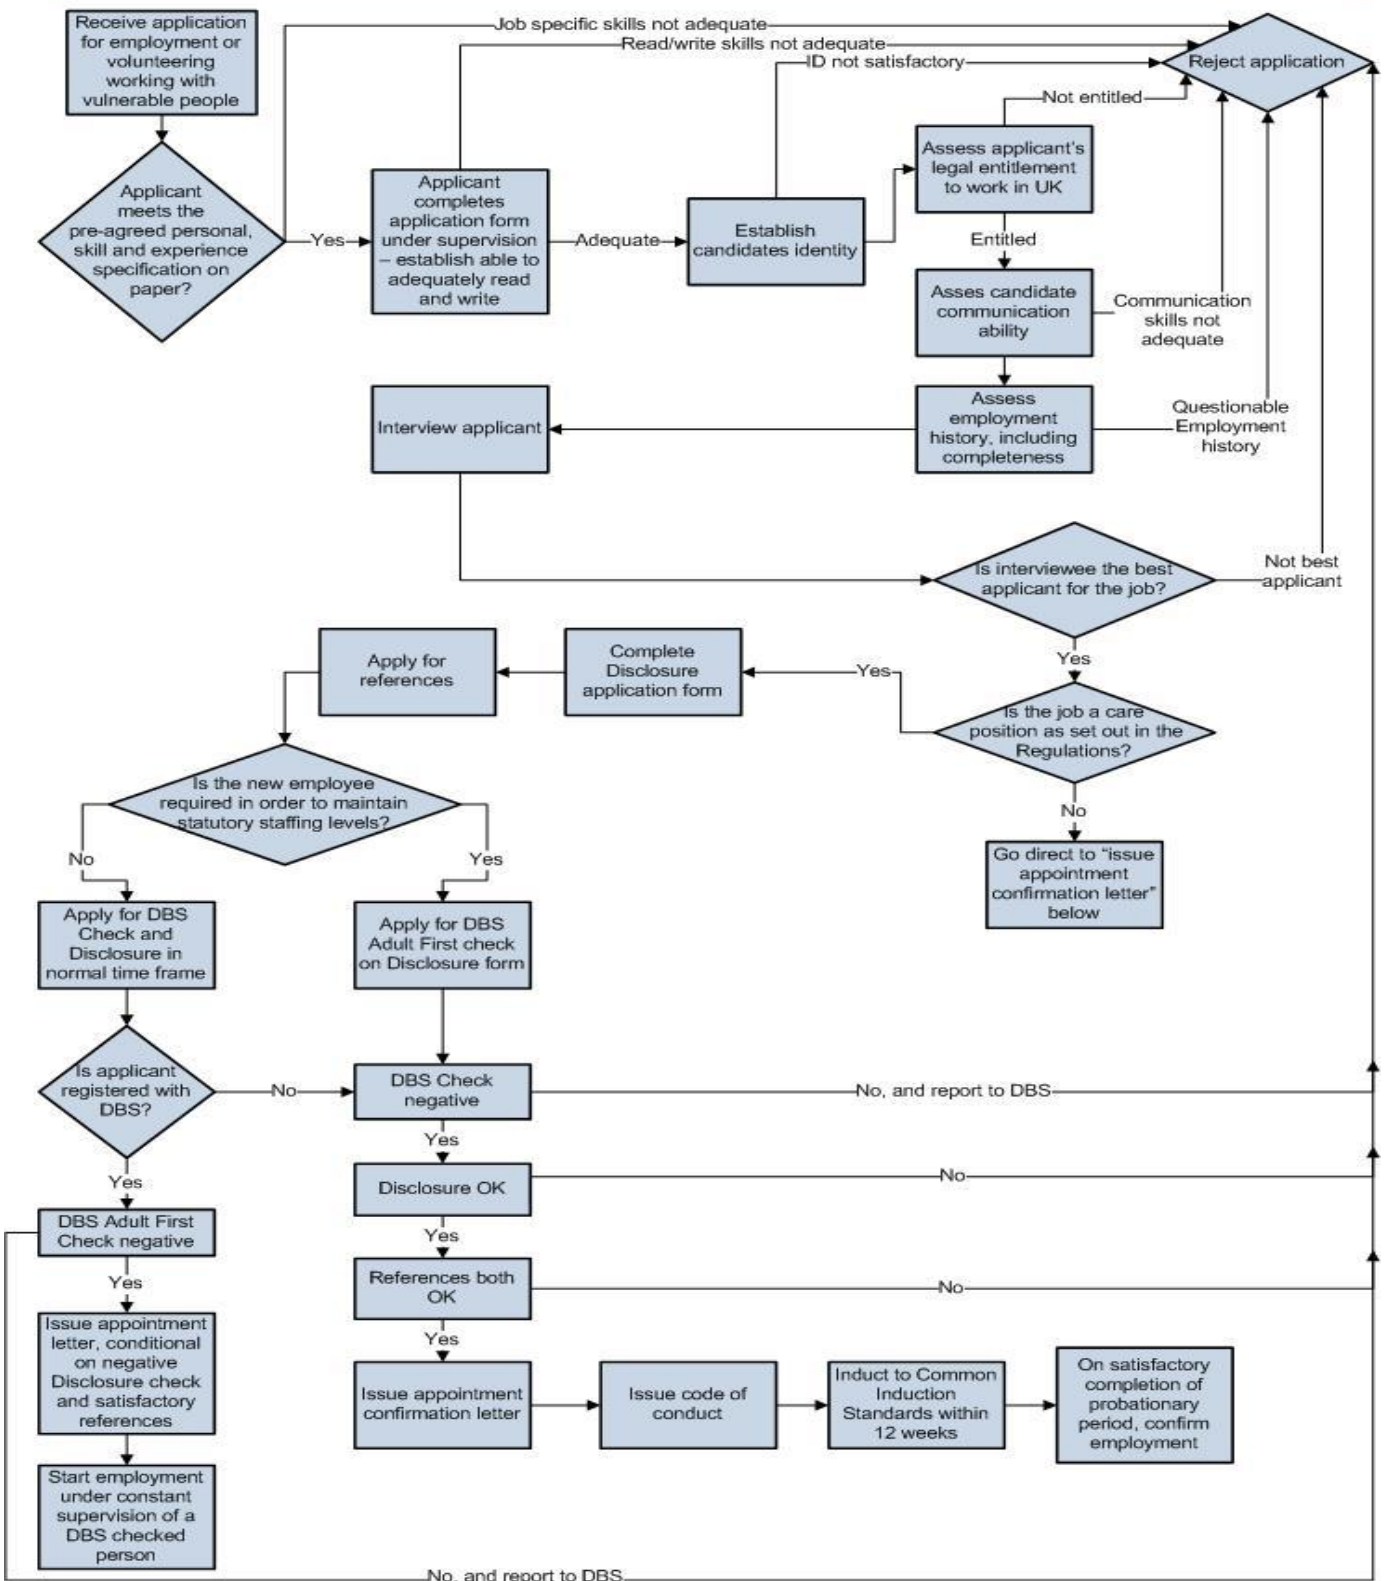 Receive application
for employment or
volunteering
working with
vulnerable people
Job specific skills not adequate
Read/write skills not adequate
ID not satisfactory
Reject application
Not entitled
Applicant
meets the
pre-agreed personal,
skill and experience
specification on
paper?
Yes
Applicant
completes
application form
under supervision
– establish able to
adequately read
and write
Adequate
Establish
candidates identity
Assess applicant's
legal entitlement
to work in UK
Entitled
Asses candidate
communication
ability
Communication
skills not
adequate
Interview applicant
Assess
employment
history, including
completeness
Questionable
Employment
history
Is interviewee the best
applicant for the job?
Not best
applicant
Yes
Is the job a care
position as set out in the
Regulations?
Yes
Complete
Disclosure
application form
Apply for
references
No
Go direct to “issue
appointment
confirmation letter”
below
Is the new employee
required in order to maintain
statutory staffing levels?
No
Yes
Apply for DBS
Check and
Disclosure in
normal time frame
Apply for DBS
Adult First check
on Disclosure form
Is applicant
registered with
DBS?
No
DBS Check
negative
No, and report to DBS
Yes
Disclosure OK
No
Yes
DBS Adult First
Check negative
Yes
References both
OK
No
Yes
Yes
Issue appointment
letter, conditional
on negative
Disclosure check
and satisfactory
references
Issue appointment
confirmation letter
Issue code of
conduct
Induct to Common
Induction
Standards within
12 weeks
On satisfactory
completion of
probationary
period, confirm
employment
Start employment
under constant
supervision of a
DBS checked
person
No, and report to DBS